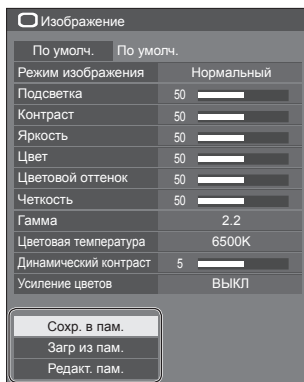 Изображение
По умолч. По умолч.
Режим изображения Нормальный
Подсветка 50
Контраст 50
Яркость 50
Цвет 50
Цветовой оттенок 50
Четкость 50
Гамма 2.2
Цветовая температура 6500K
Динамический контраст 5
Усиление цветов ВЫКЛ
Сохр. в пам.
Загр из пам.
Редакт. пам.